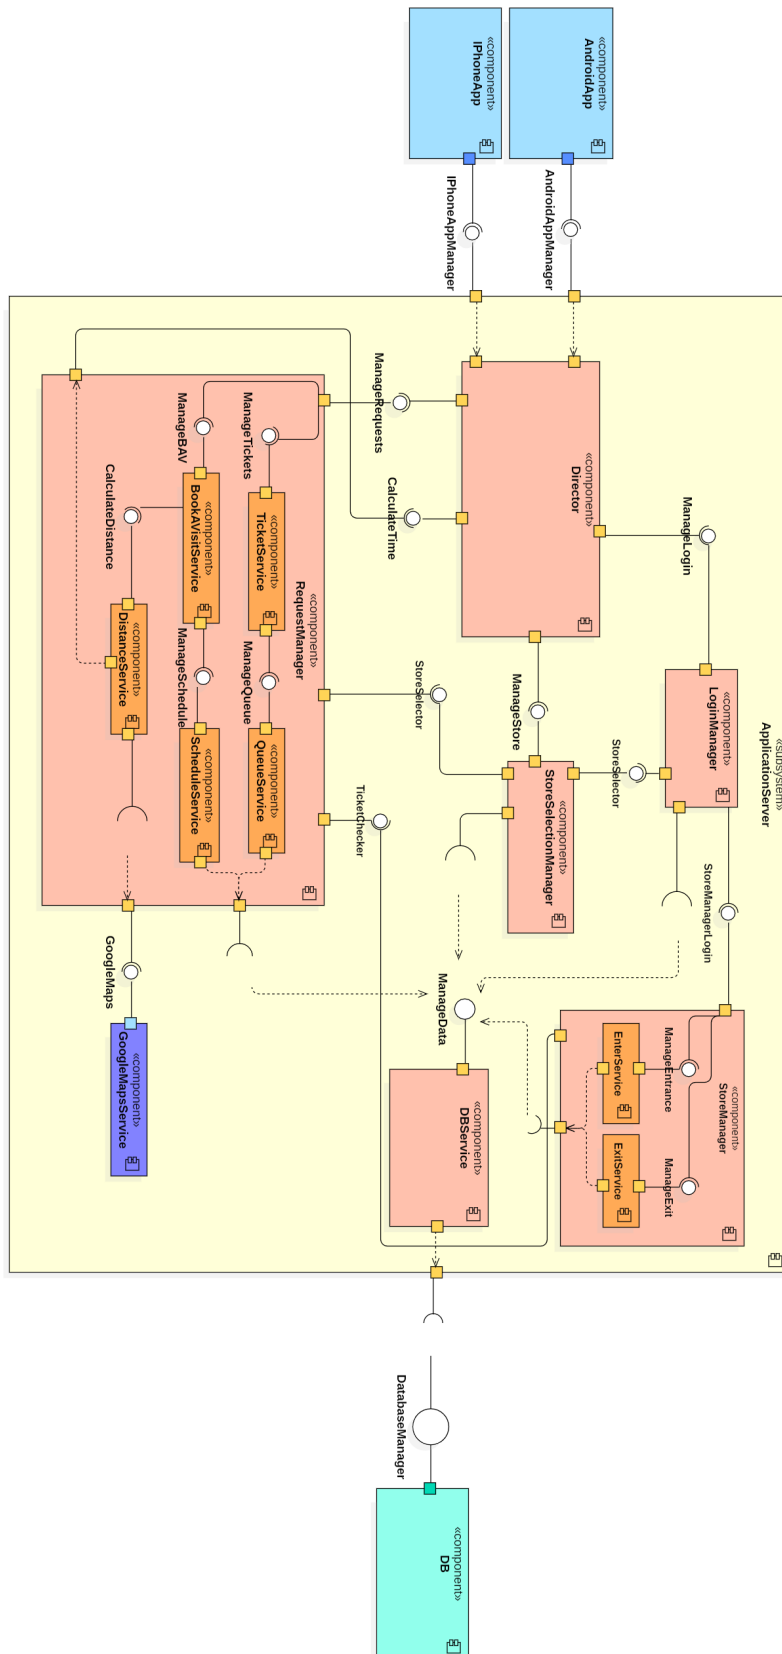 «subsystem»
ApplicationServer
«component»
AndroidApp
«component»
IPhoneApp
AndroidAppManager
IPhoneAppManager
«component»
Director
ManageLogin
«component»
LoginManager
StoreManagerLogin
«component»
StoreManager
ManageEntrance
ManageExit
EnterService
ExitService
StoreSelector
ManageStore
«component»
StoreSelectionManager
ManageRequests
CalculateTime
StoreSelector
TicketChecker
ManageData
«component»
DBService
«component»
RequestManager
ManageTickets
«component»
TicketService
ManageQueue
«component»
QueueService
ManageBAV
«component»
BookAVisitService
ManageSchedule
«component»
ScheduleService
CalculateDistance
«component»
DistanceService
GoogleMaps
«component»
GoogleMapsService
DatabaseManager
«component»
DB